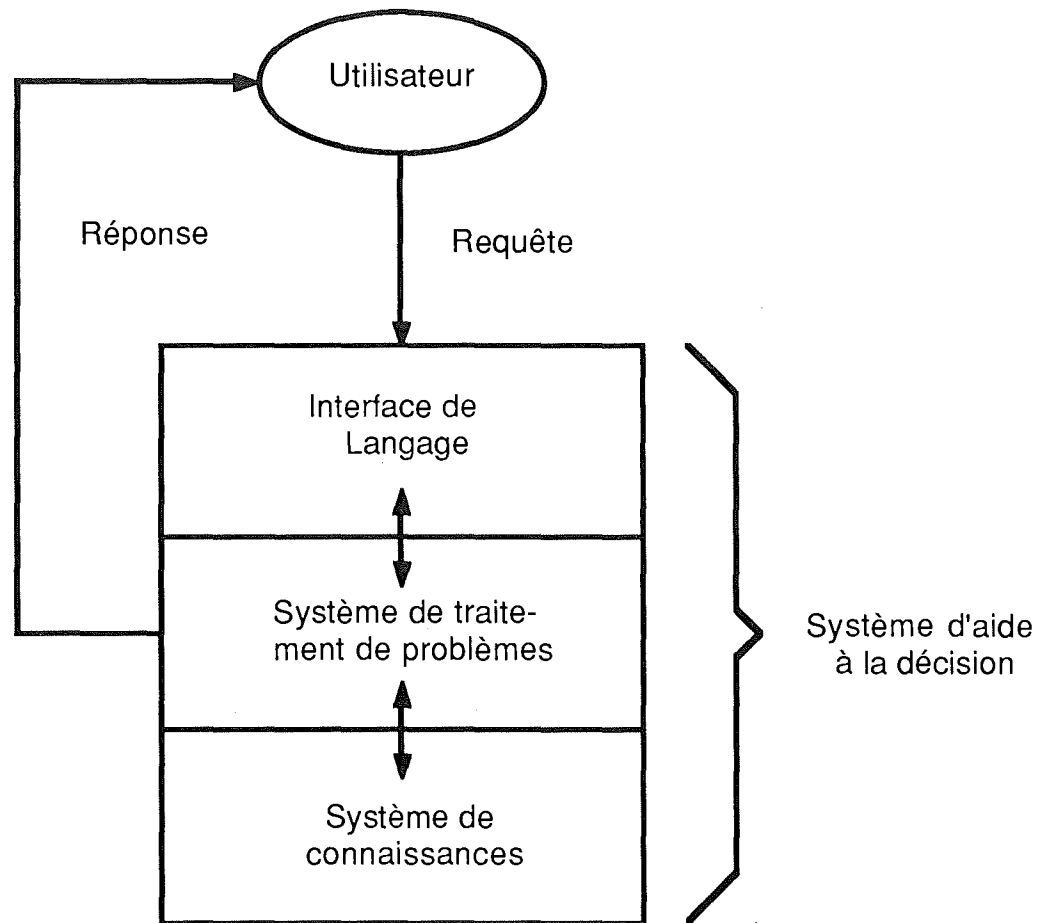 Utilisateur
Réponse
Requête
Interface de
Langage
Système de traite-
ment de problèmes
Système d'aide
à la décision
Système de
connaissances